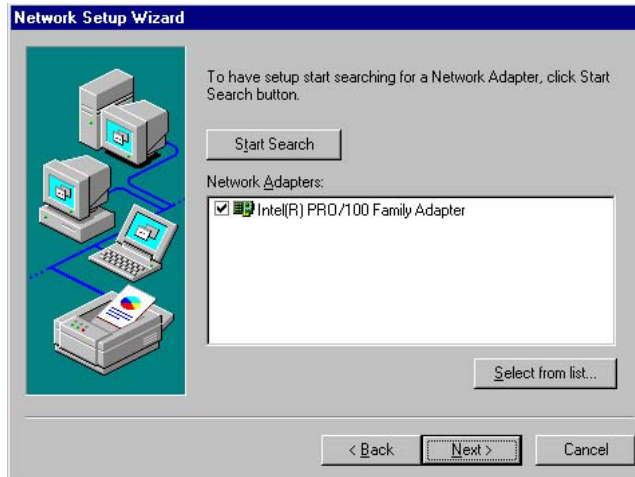 Network Setup Wizard
To have setup start searching for a Network Adapter, click Start
Search button.
Start Search
Network Adapters:
Intel(R) PRO/100 Family Adapter
Select from list...
< Back
Next >
Cancel